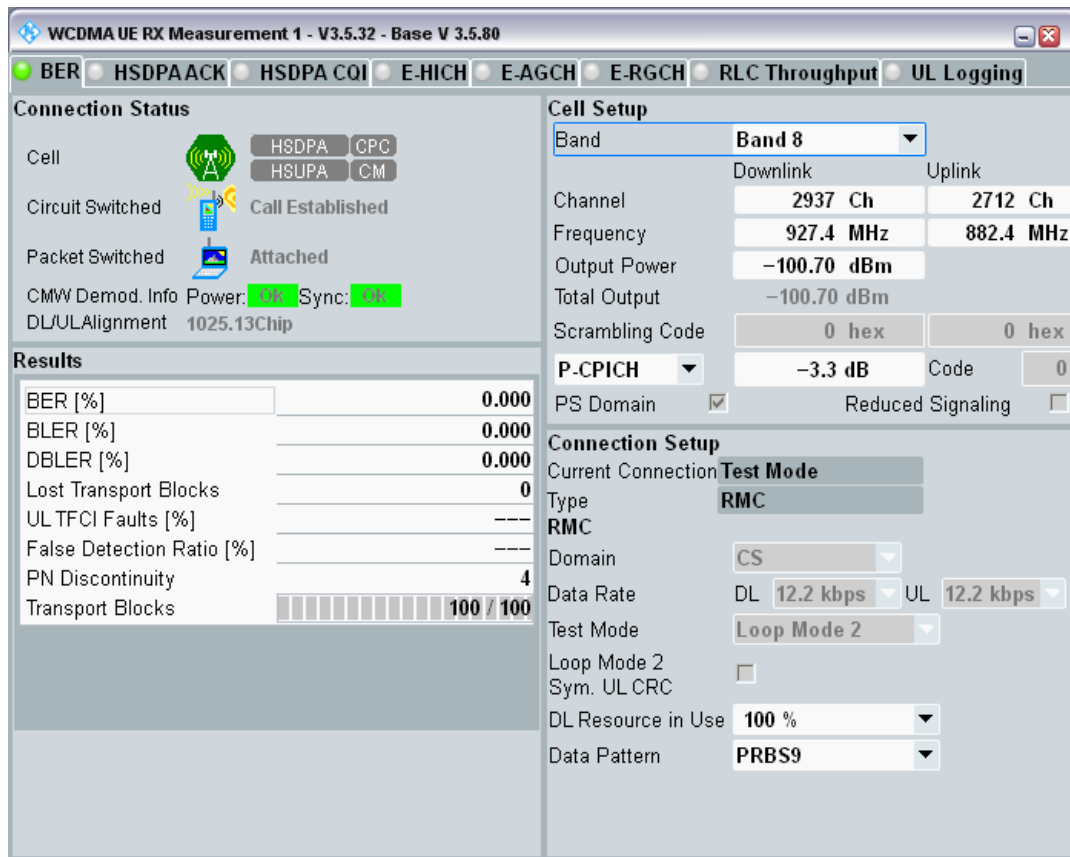 WCDMA UE RX Measurement 1 - V3.5.32 - Base V 3.5.80
BER HSDPA ACK HSDPA CQI E-HICH E-AGCH E-RGCH RLC Throughput UL Logging
Connection Status
Cell HSDPA CPC
HSUPA CM
Circuit Switched Call Established
Packet Switched Attached
CMW Demod. Info Power: Ok Sync: Ok
DL/UL Alignment 1025.13Chip
Results
BER [%] 0.000
BLER [%] 0.000
DBLER [%] 0.000
Lost Transport Blocks 0
UL TFCI Faults [%] ---
False Detection Ratio [%] ---
PN Discontinuity 4
Transport Blocks 100 / 100
Cell Setup
Band Band 8
Downlink Uplink
Channel 2937 Ch 2712 Ch
Frequency 927.4 MHz 882.4 MHz
Output Power −100.70 dBm
Total Output −100.70 dBm
Scrambling Code 0 hex 0 hex
P-CPICH −3.3 dB Code 0
PS Domain Reduced Signaling
Connection Setup
Current Connection Test Mode
Type RMC
RMC
Domain CS
Data Rate DL 12.2 kbps UL 12.2 kbps
Test Mode Loop Mode 2
Loop Mode 2
Sym. UL CRC
DL Resource in Use 100 %
Data Pattern PRBS9